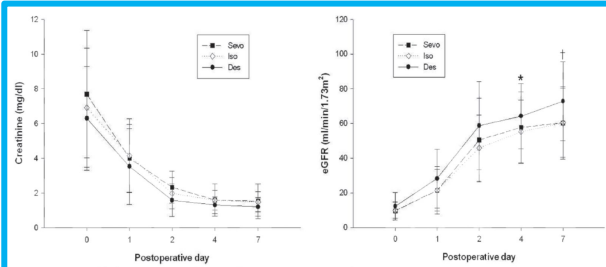 12
10
8
6
4
2
0
Creatinine (mg/dl)
Sevo
Iso
Des
0 1 2 4 7
Postoperative day
120
100
80
60
40
20
0
eGFR (ml/min/1.73m²)
Sevo
Iso
Des
*
†
0 1 2 4 7
Postoperative day